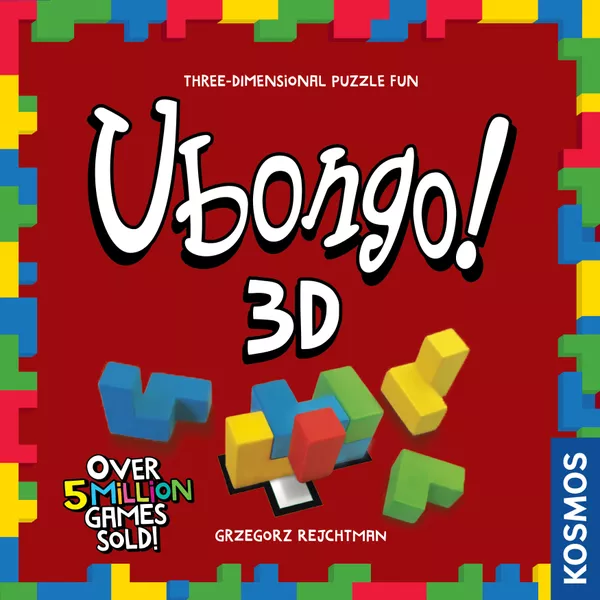 THREE-DIMENSIONAL PUZZLE FUN
Ubongo!
3D
OVER
5 MILLION
GAMES
SOLD!
GRZEGORZ REJCHTMAN
KOSMOS